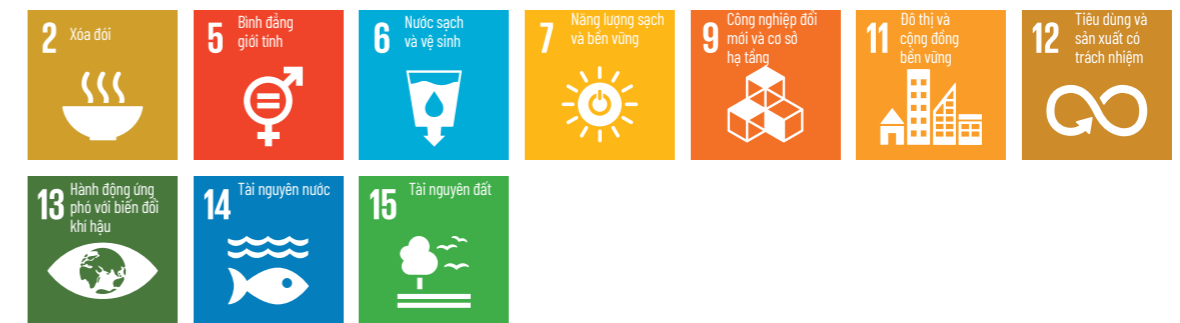 2 Xóa đói
5 Bình đẳng
giới tính
6 Nước sạch
và vệ sinh
7 Năng lượng sạch
và bền vững
9 Công nghiệp đổi
mới và cơ sở
hạ tầng
11 Đô thị và
cộng đồng
bền vững
12 Tiêu dùng và
sản xuất có
trách nhiệm
13 Hành động ứng
phó với biến đổi
khí hậu
14 Tài nguyên nước
15 Tài nguyên đất